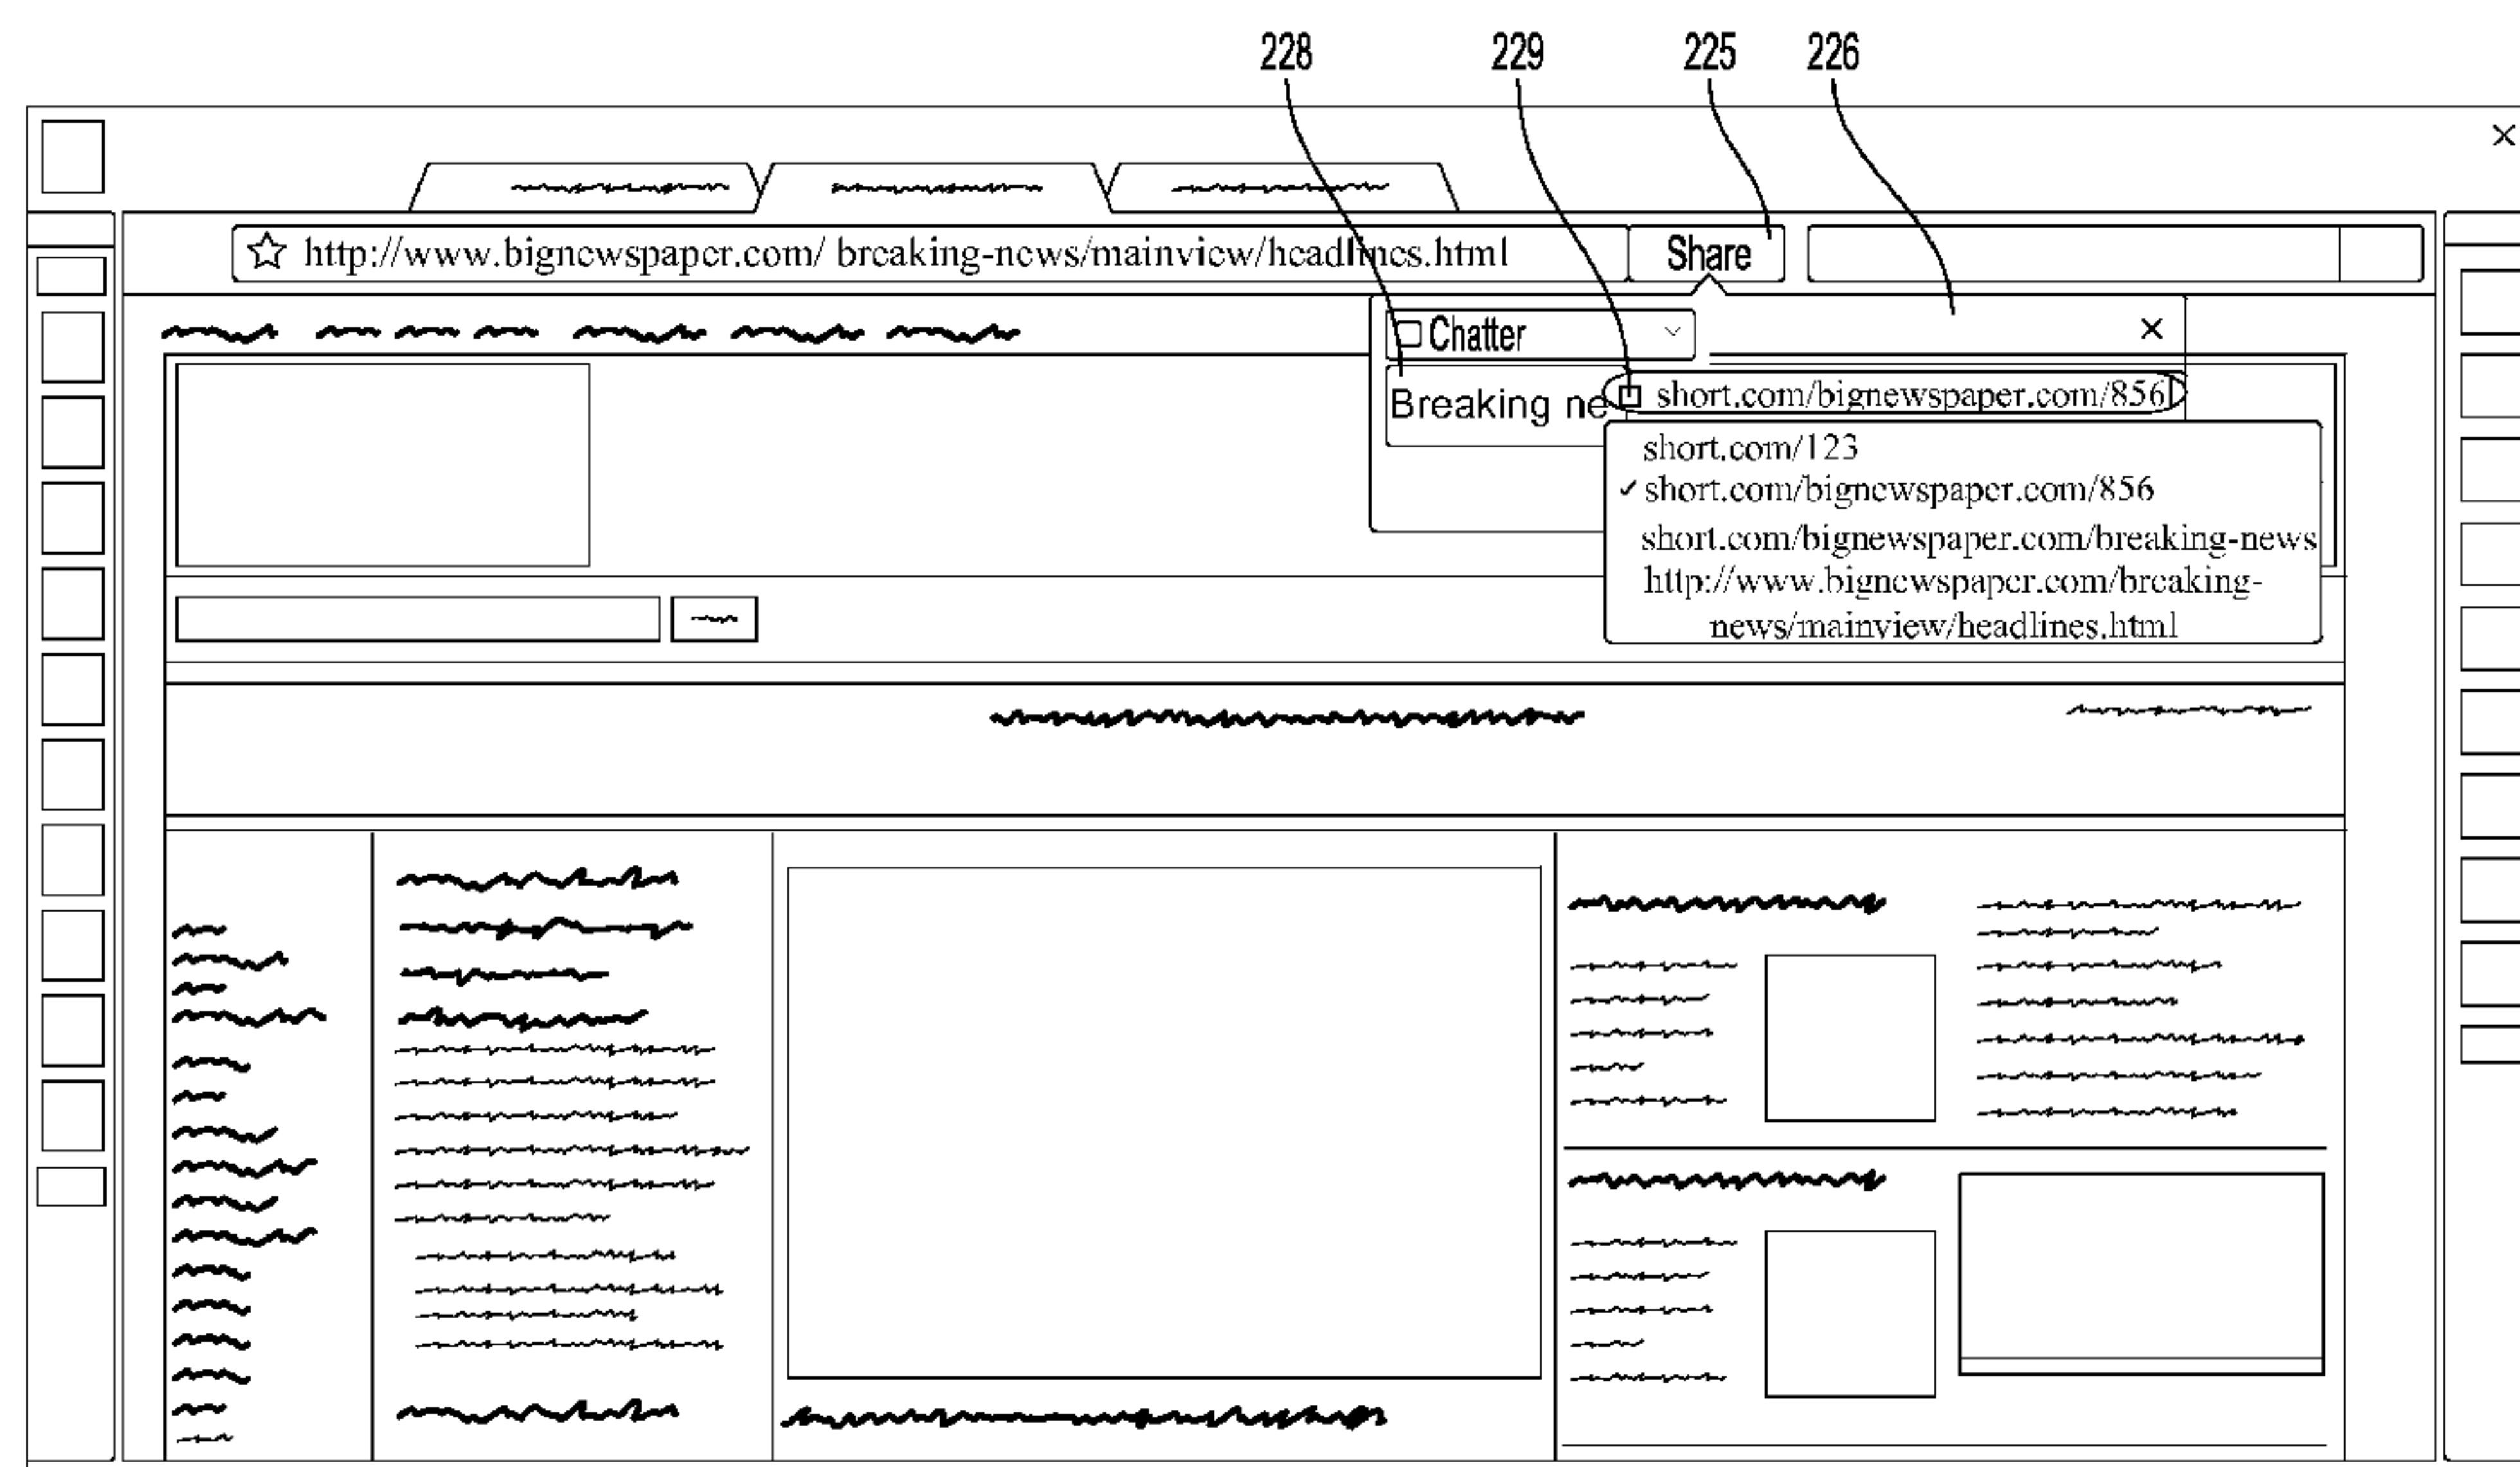 228 229 225 226
http://www.bignewspaper.com/ breaking-news/mainview/headlines.html Share
Chatter
Breaking ne
short.com/bignewspaper.com/856
short.com/123
✓ short.com/bignewspaper.com/856
short.com/bignewspaper.com/breaking-news
http://www.bignewspaper.com/breaking-
news/mainview/headlines.html